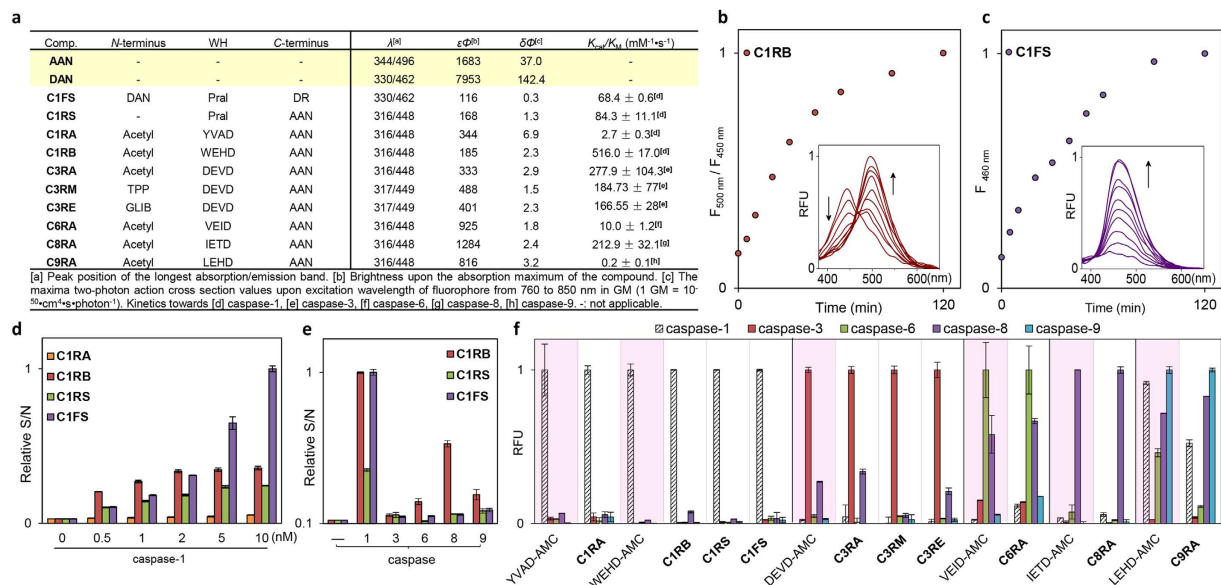 a
Comp. N-terminus WH C-terminus λ[a] εΦ[b] δΦ[c] Kcat/KM (mM-1•s-1)
AAN - - - 344/496 1683 37.0 -
DAN - - - 330/462 7953 142.4 -
C1FS DAN Pral DR 330/462 116 0.3 68.4 ± 0.6[d]
C1RS - Pral AAN 316/448 168 1.3 84.3 ± 11.1[d]
C1RA Acetyl YVAD AAN 316/448 344 6.9 2.7 ± 0.3[d]
C1RB Acetyl WEHD AAN 316/448 185 2.3 516.0 ± 17.0[d]
C3RA Acetyl DEVD AAN 316/448 333 2.9 277.9 ± 104.3[e]
C3RM TPP DEVD AAN 317/449 488 1.5 184.73 ± 77[e]
C3RE GLIB DEVD AAN 317/449 401 2.3 166.55 ± 28[e]
C6RA Acetyl VEID AAN 316/448 925 1.8 10.0 ± 1.2[f]
C8RA Acetyl IETD AAN 316/448 1284 2.4 212.9 ± 32.1[g]
C9RA Acetyl LEHD AAN 316/448 816 3.2 0.2 ± 0.1[h]
[a] Peak position of the longest absorption/emission band. [b] Brightness upon the absorption maximum of the compound. [c] The
maxima two-photon action cross section values upon excitation wavelength of fluorophore from 760 to 850 nm in GM (1 GM = 10-
50•cm4•s•photon-1). Kinetics towards [d] caspase-1, [e] caspase-3, [f] caspase-6, [g] caspase-8, [h] caspase-9. -: not applicable.
b
C1RB
1
F500 nm / F450 nm
0
1
RFU
0
400 500 600(nm)
0 120
Time (min)
c
C1FS
1
F460 nm
0
1
RFU
0
400 500 600(nm)
0 120
Time (min)
d
C1RA
C1RB
C1RS
C1FS
1
Relative S/N
0
0 0.5 1 2 5 10 (nM)
caspase-1
e
C1RB
C1RS
C1FS
1
Relative S/N
0.1
— 1 3 6 8 9
caspase
f
caspase-1 caspase-3 caspase-6 caspase-8 caspase-9
1
RFU
0
YVAD-AMC C1RA WEHD-AMC C1RB C1RS C1FS DEVD-AMC C3RA C3RM C3RE VEID-AMC C6RA IETD-AMC C8RA LEHD-AMC C9RA